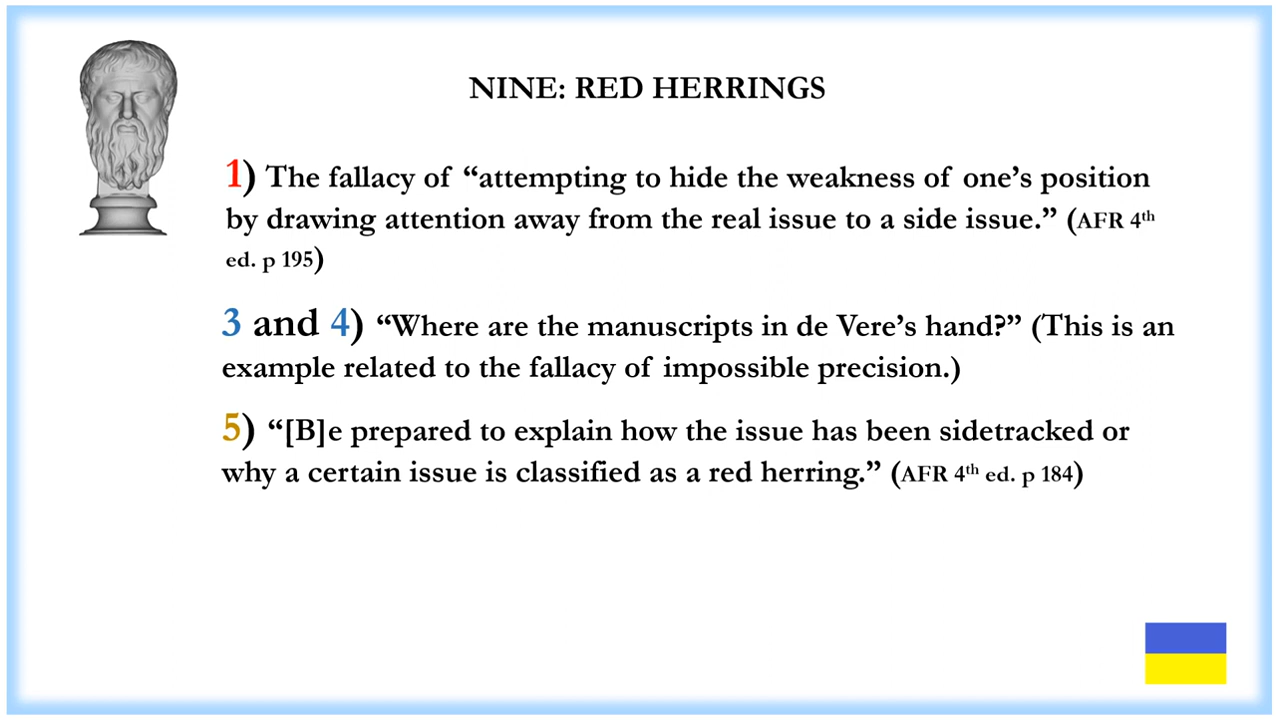 NINE: RED HERRINGS
1) The fallacy of “attempting to hide the weakness of one’s position
by drawing attention away from the real issue to a side issue.” (AFR 4th
ed. p 195)
3 and 4) “Where are the manuscripts in de Vere’s hand?” (This is an
example related to the fallacy of impossible precision.)
5) “[B]e prepared to explain how the issue has been sidetracked or
why a certain issue is classified as a red herring.” (AFR 4th ed. p 184)